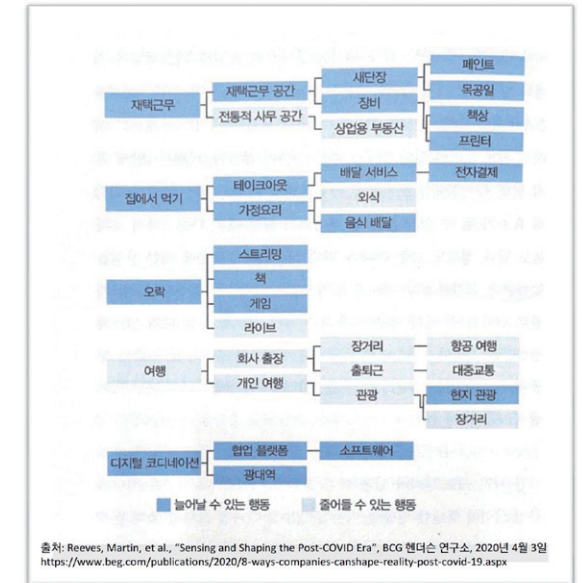 재택근무
재택근무 공간
전통적 사무 공간
새단장
장비
상업용 부동산
페인트
목공일
책상
프린터
집에서 먹기
테이크아웃
가정요리
배달 서비스
외식
음식 배달
전자결제
오락
스트리밍
책
게임
라이브
여행
회사 출장
개인 여행
장거리
출퇴근
관광
항공 여행
대중교통
현지 관광
장거리
디지털 코디네이션
협업 플랫폼
광대역
소프트웨어
늘어날 수 있는 행동
줄어들 수 있는 행동
출처: Reeves, Martin, et al., “Sensing and Shaping the Post-COVID Era”, BCG 헨더슨 연구소, 2020년 4월 3일
https://www.beg.com/publications/2020/8-ways-companies-canshape-reality-post-covid-19.aspx